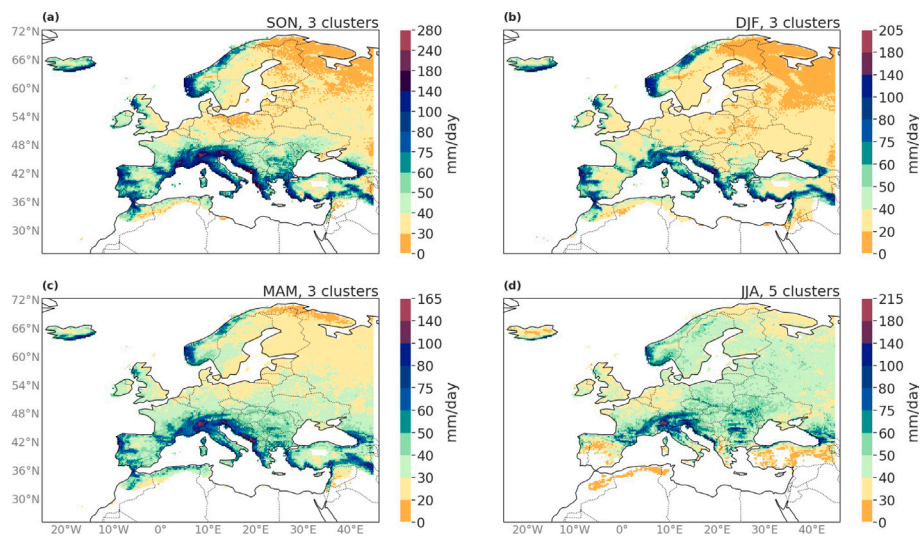 (a) SON, 3 clusters
72°N
66°N
60°N
54°N
48°N
42°N
36°N
30°N
280
240
180
140
100
80
75
60
50
40
30
0
mm/day
(b) DJF, 3 clusters
205
180
140
100
80
75
60
50
40
20
0
mm/day
(c) MAM, 3 clusters
72°N
66°N
60°N
54°N
48°N
42°N
36°N
30°N
20°W 10°W 0° 10°E 20°E 30°E 40°E
165
140
100
75
60
50
40
30
20
0
mm/day
(d) JJA, 5 clusters
20°W 10°W 0° 10°E 20°E 30°E 40°E
215
180
140
100
80
75
60
50
40
20
0
mm/day